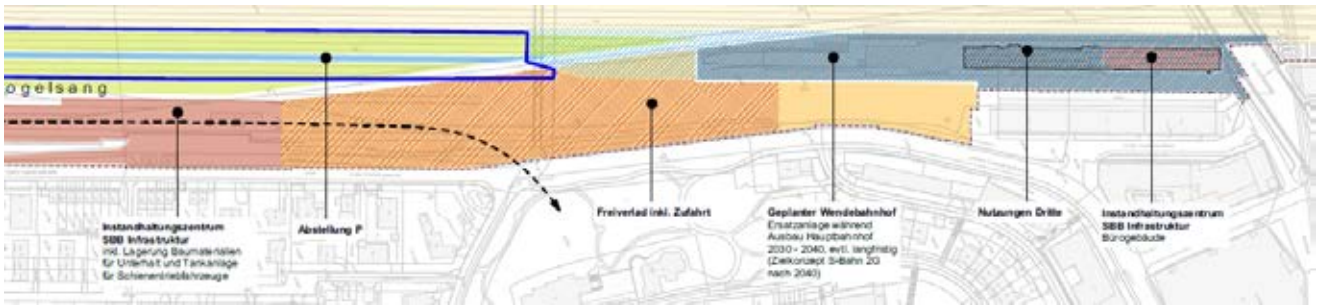 ogelsang
Instandhaltungszentrum
SBB Infrastruktur
inkl. Lagerung Baumaterialien
für Unterhalt und Tankanlage
für Schienentriebfahrzeuge
Abstellung P
Freiverlad inkl. Zufahrt
Geplanter Wendebahnhof
Ersatzanlage während
Ausbau Hauptbahnhof
2030 - 2040, evtl. langfristig
(Zielkonzept S-Bahn 2G
nach 2040)
Nutzungen Dritte
Instandhaltungszentrum
SBB Infrastruktur
Bürogebäude